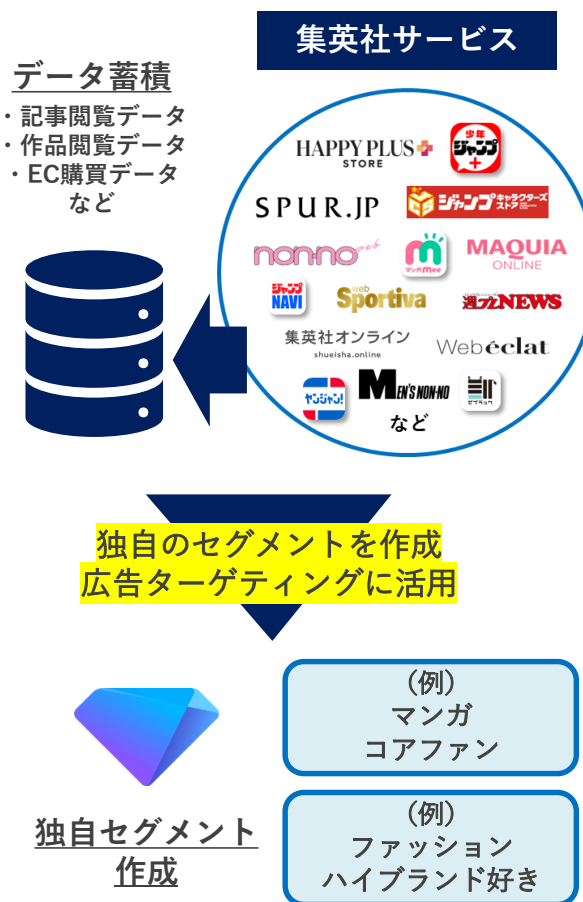 集英社サービス
データ蓄積
・記事閲覧データ
・作品閲覧データ
・EC購買データ
など
HAPPY PLUS
STORE
少年
ジャンプ
+
SPUR.JP
ジャンプキャラクターズ
ストア
non-no web
マンガMee
MAQUIA
ONLINE
ジャンプ
NAVI
web
Sportiva
週プレNEWS
集英社オンライン
shueisha.online
Web éclat
ヤンジャン!
MEN'S NON-NO
ゼブラック
など
独自のセグメントを作成
広告ターゲティングに活用
独自セグメント
作成
（例）
マンガ
コアファン
（例）
ファッション
ハイブランド好き